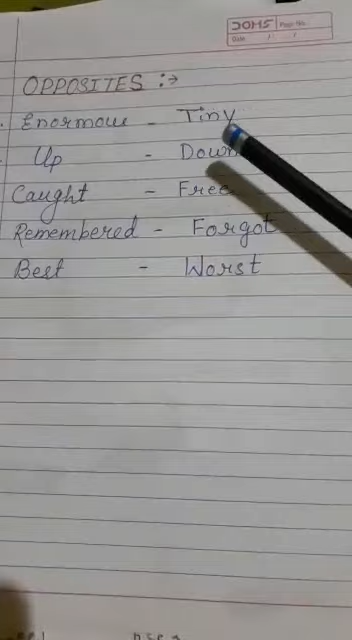 DOMS Page No.
Date / /
OPPOSITES :->
Enormous - Tiny
Up - Down
Caught - Free
Remembered - Forgot
Best - Worst